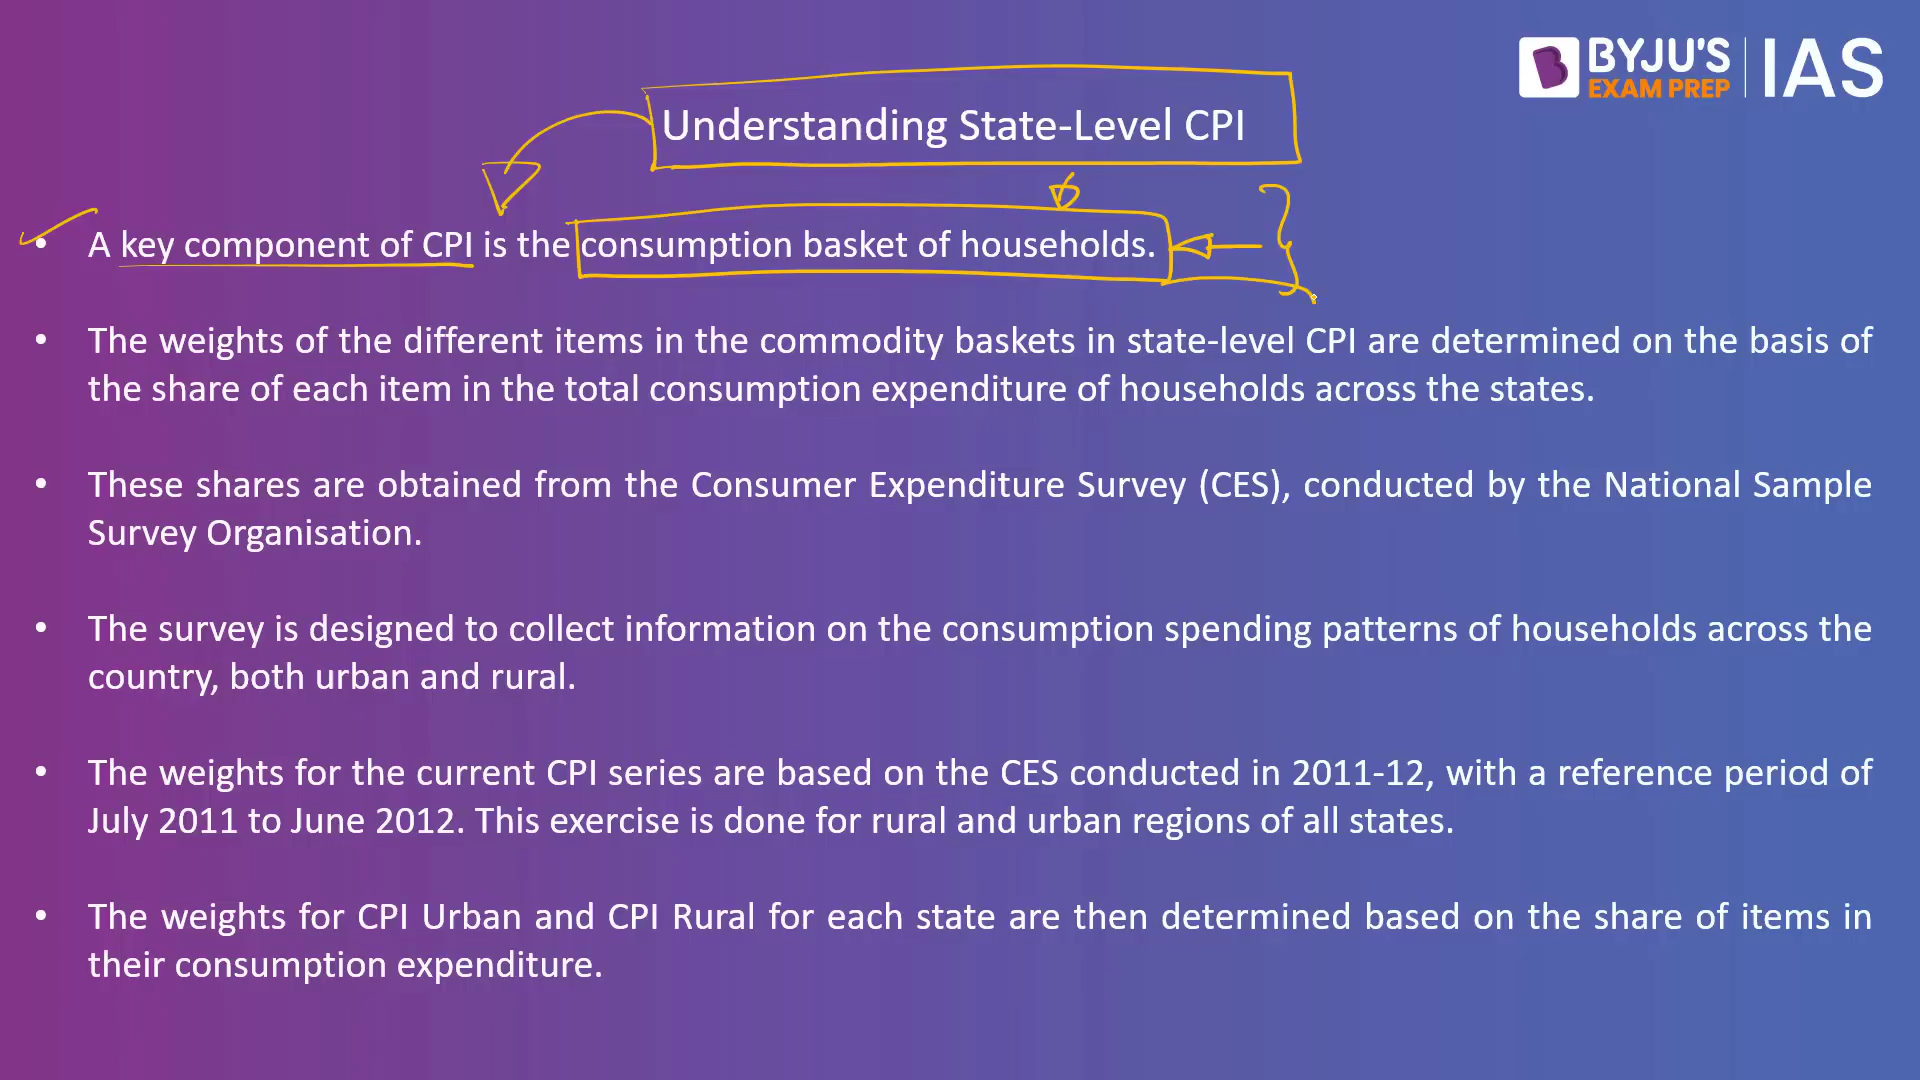 BYJU'S
EXAM PREP
IAS
Understanding State-Level CPI
• A key component of CPI is the consumption basket of households.
• The weights of the different items in the commodity baskets in state-level CPI are determined on the basis of
the share of each item in the total consumption expenditure of households across the states.
• These shares are obtained from the Consumer Expenditure Survey (CES), conducted by the National Sample
Survey Organisation.
• The survey is designed to collect information on the consumption spending patterns of households across the
country, both urban and rural.
• The weights for the current CPI series are based on the CES conducted in 2011-12, with a reference period of
July 2011 to June 2012. This exercise is done for rural and urban regions of all states.
• The weights for CPI Urban and CPI Rural for each state are then determined based on the share of items in
their consumption expenditure.